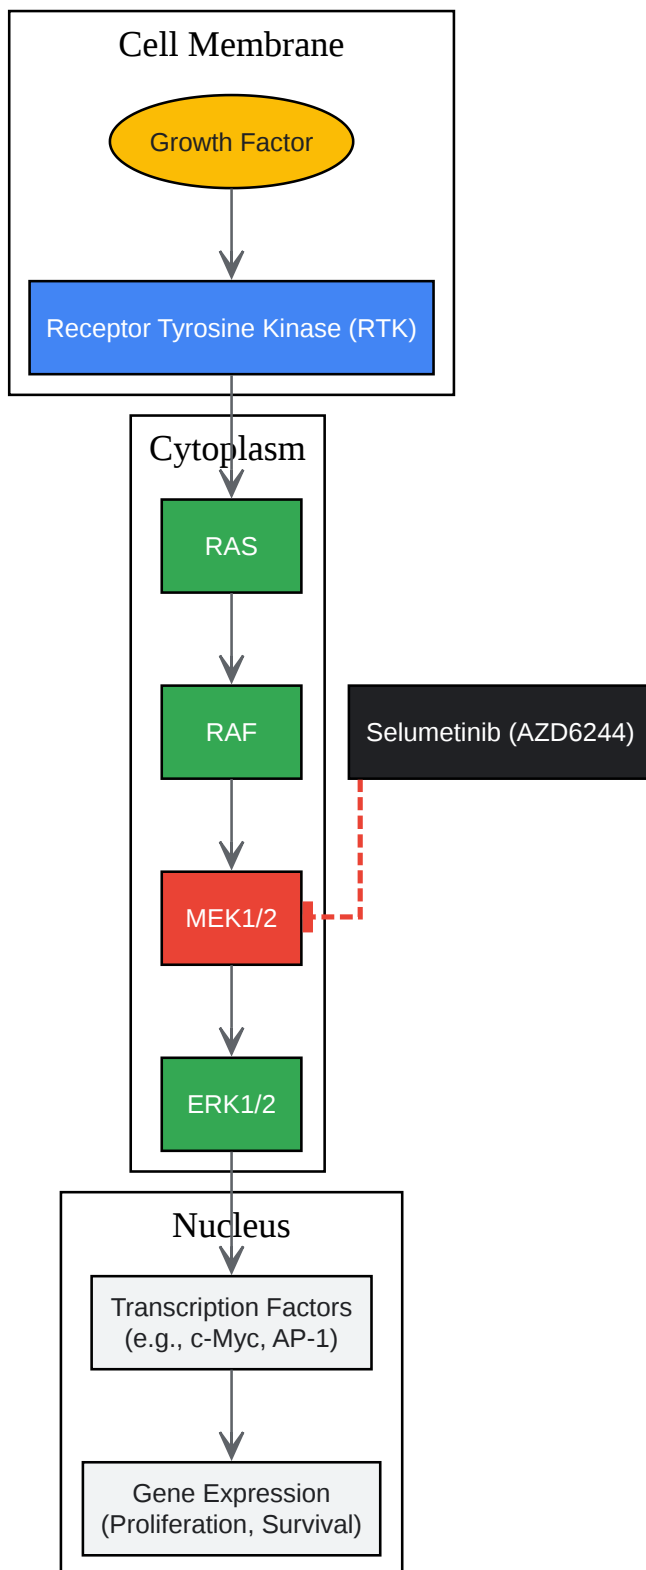 Cell Membrane
Growth Factor
Receptor Tyrosine Kinase (RTK)
Cytoplasm
RAS
RAF
Selumetinib (AZD6244)
MEK1/2
ERK1/2
Nucleus
Transcription Factors
(e.g., c-Myc, AP-1)
Gene Expression
(Proliferation, Survival)